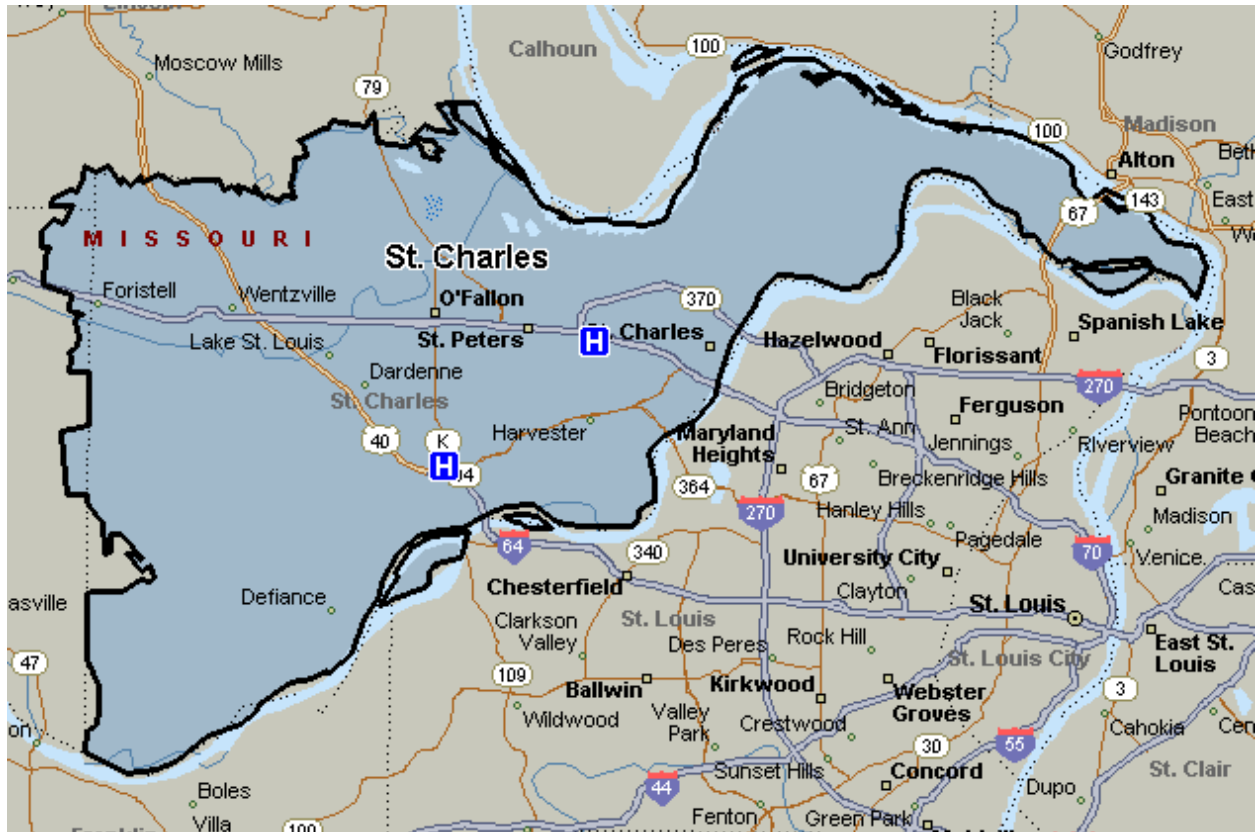 Lincoln
Moscow Mills
79
Calhoun
100
Godfrey
100
Madison
Alton
143
67
MISSOURI
St. Charles
Foristell
Wentzville
O'Fallon
370
Lake St. Louis
St. Peters
H
Charles
Hazelwood
Black
Jack
Spanish Lake
Florissant
3
Dardenne
St. Charles
Bridgeton
270
Ferguson
Pontoon
Beach
40
K
Harvester
Maryland
Heights
St. Ann
Jennings
Riverview
H
364
67
Breckenridge Hills
Granite
270
Hanley Hills
Madison
64
340
Pagedale
70
Venice
University City
Chesterfield
Clayton
asville
Defiance
St. Louis
St. Louis
Clarkson
Valley
Des Peres
Rock Hill
East St.
Louis
47
St. Louis City
109
Ballwin
Kirkwood
Webster
Groves
3
Wildwood
Valley
Park
Crestwood
Cahokia
on
30
55
Sunset Hills
Concord
St. Clair
Boles
Villa
44
Dupo
Fenton
Green Park
Franklin
100